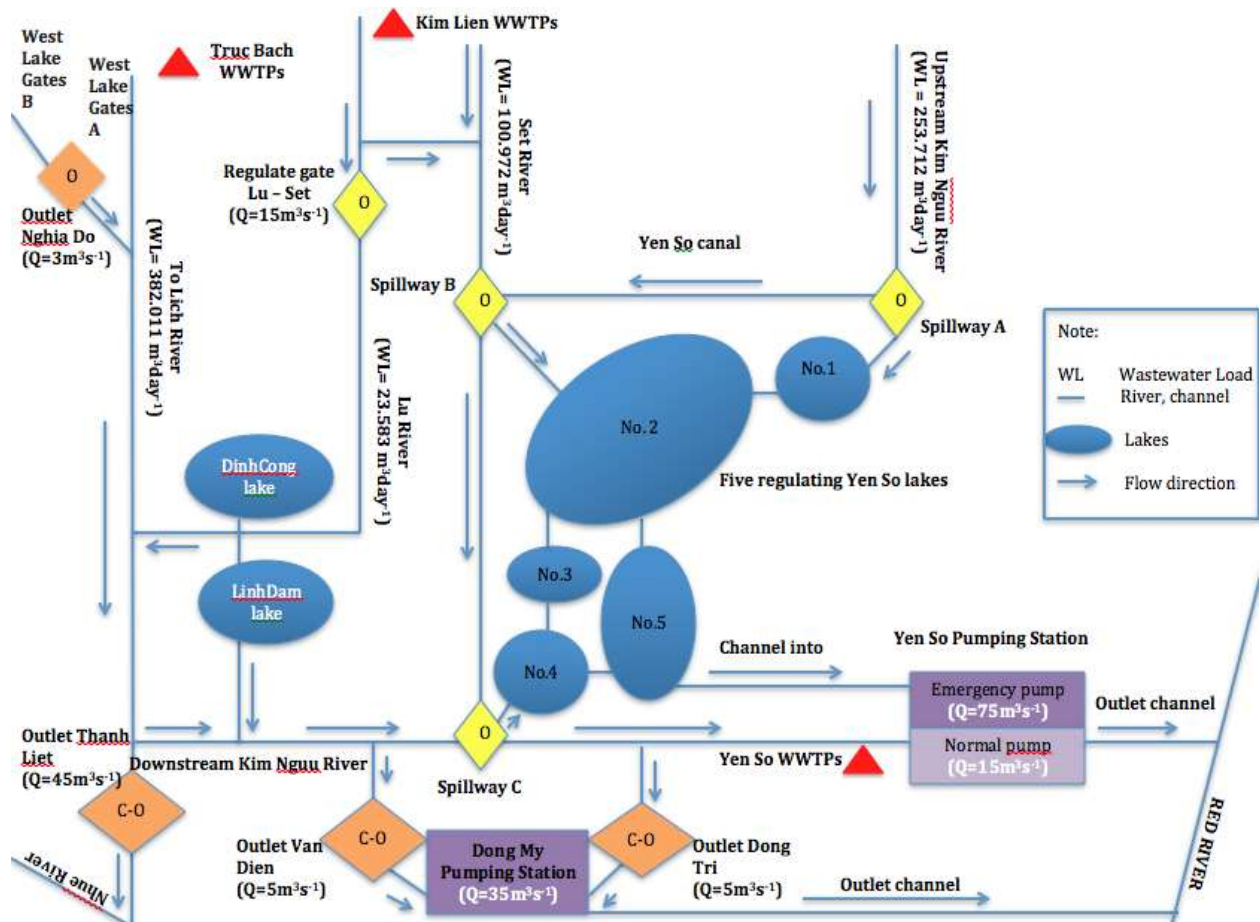 West
Lake
Gates
B
West
Lake
Gates
A
Truc Bach
WWTPs
Kim Lien WWTPs
O
Outlet
Nghia Do
(Q=3m³s⁻¹)
To Lich River
(WL= 382.011 m³day⁻¹)
Regulate gate
Lu – Set
(Q=15m³s⁻¹)
O
Set River
(WL= 100.972 m³day⁻¹)
Upstream Kim Nguu River
(WL = 253.712 m³day⁻¹)
Yen So canal
Spillway B
O
O
Spillway A
Lu River
(WL= 23.583 m³day⁻¹)
No.1
No.2
Five regulating Yen So lakes
No.3
No.4
No.5
DinhCong
lake
LinhDam
lake
Note:
WL Wastewater Load
River, channel
Lakes
Flow direction
Channel into
Yen So Pumping Station
Emergency pump
(Q=75m³s⁻¹)
Normal pump
(Q=15m³s⁻¹)
Outlet channel
Outlet Thanh
Liet
(Q=45m³s⁻¹)
Downstream Kim Nguu River
O
Spillway C
Yen So WWTPs
C-O
Nhue River
C-O
Outlet Van
Dien
(Q=5m³s⁻¹)
Dong My
Pumping Station
(Q=35m³s⁻¹)
C-O
Outlet Dong
Tri
(Q=5m³s⁻¹)
Outlet channel
RED RIVER